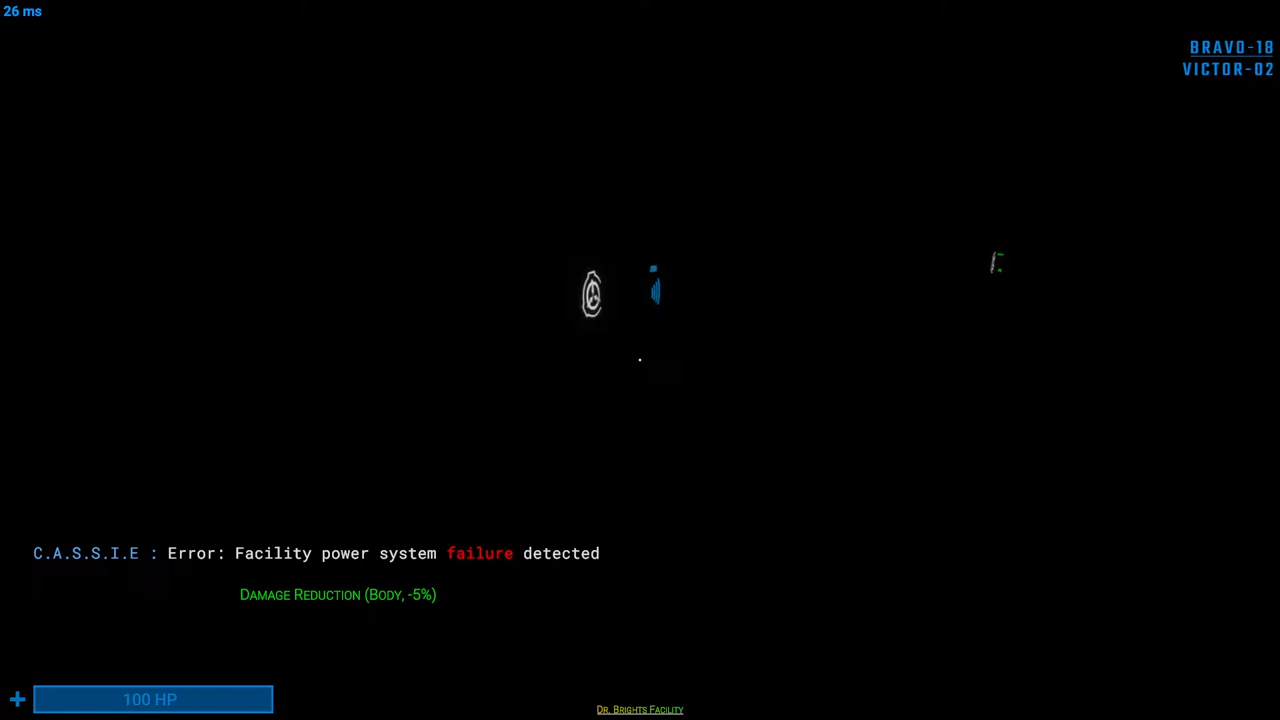 26 ms
BRAVO-18
VICTOR-02
C.A.S.S.I.E : Error: Facility power system failure detected
Damage Reduction (Body, -5%)
100 HP
Dr. Brights Facility